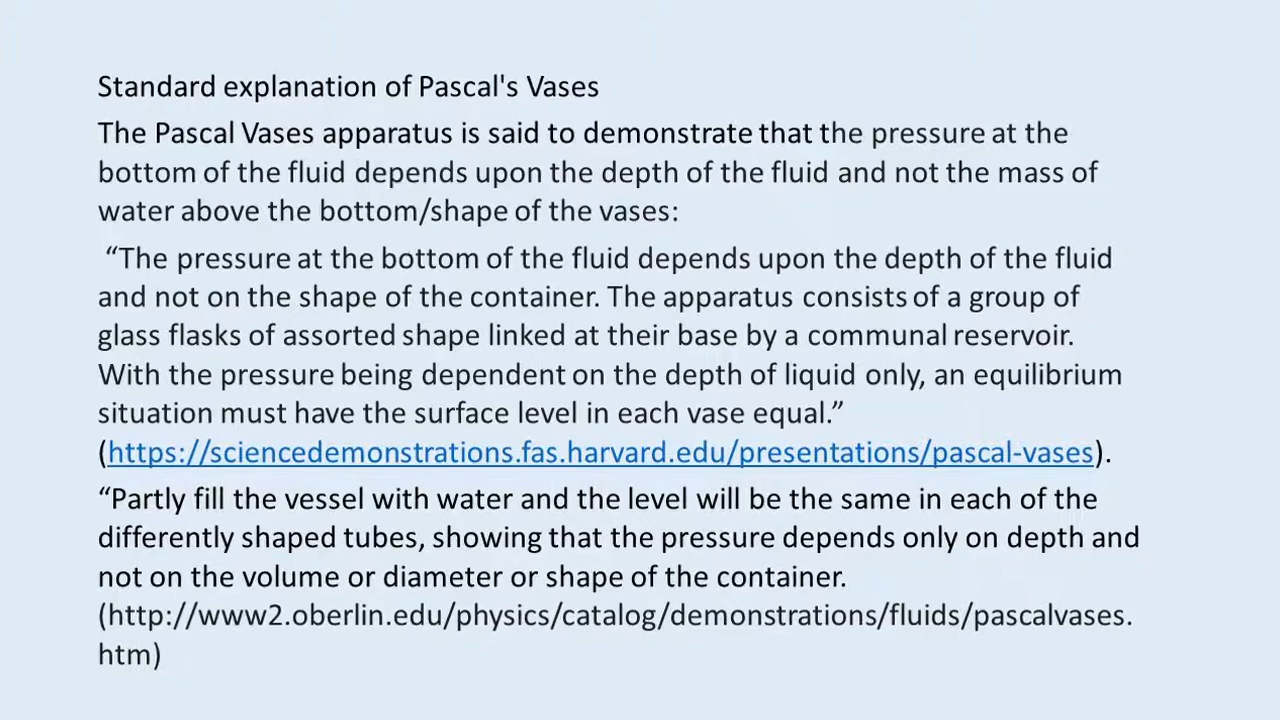 Standard explanation of Pascal's Vases
The Pascal Vases apparatus is said to demonstrate that the pressure at the
bottom of the fluid depends upon the depth of the fluid and not the mass of
water above the bottom/shape of the vases:
“The pressure at the bottom of the fluid depends upon the depth of the fluid
and not on the shape of the container. The apparatus consists of a group of
glass flasks of assorted shape linked at their base by a communal reservoir.
With the pressure being dependent on the depth of liquid only, an equilibrium
situation must have the surface level in each vase equal.”
(https://sciencedemonstrations.fas.harvard.edu/presentations/pascal-vases).
“Partly fill the vessel with water and the level will be the same in each of the
differently shaped tubes, showing that the pressure depends only on depth and
not on the volume or diameter or shape of the container.
(http://www2.oberlin.edu/physics/catalog/demonstrations/fluids/pascalvases.
htm)